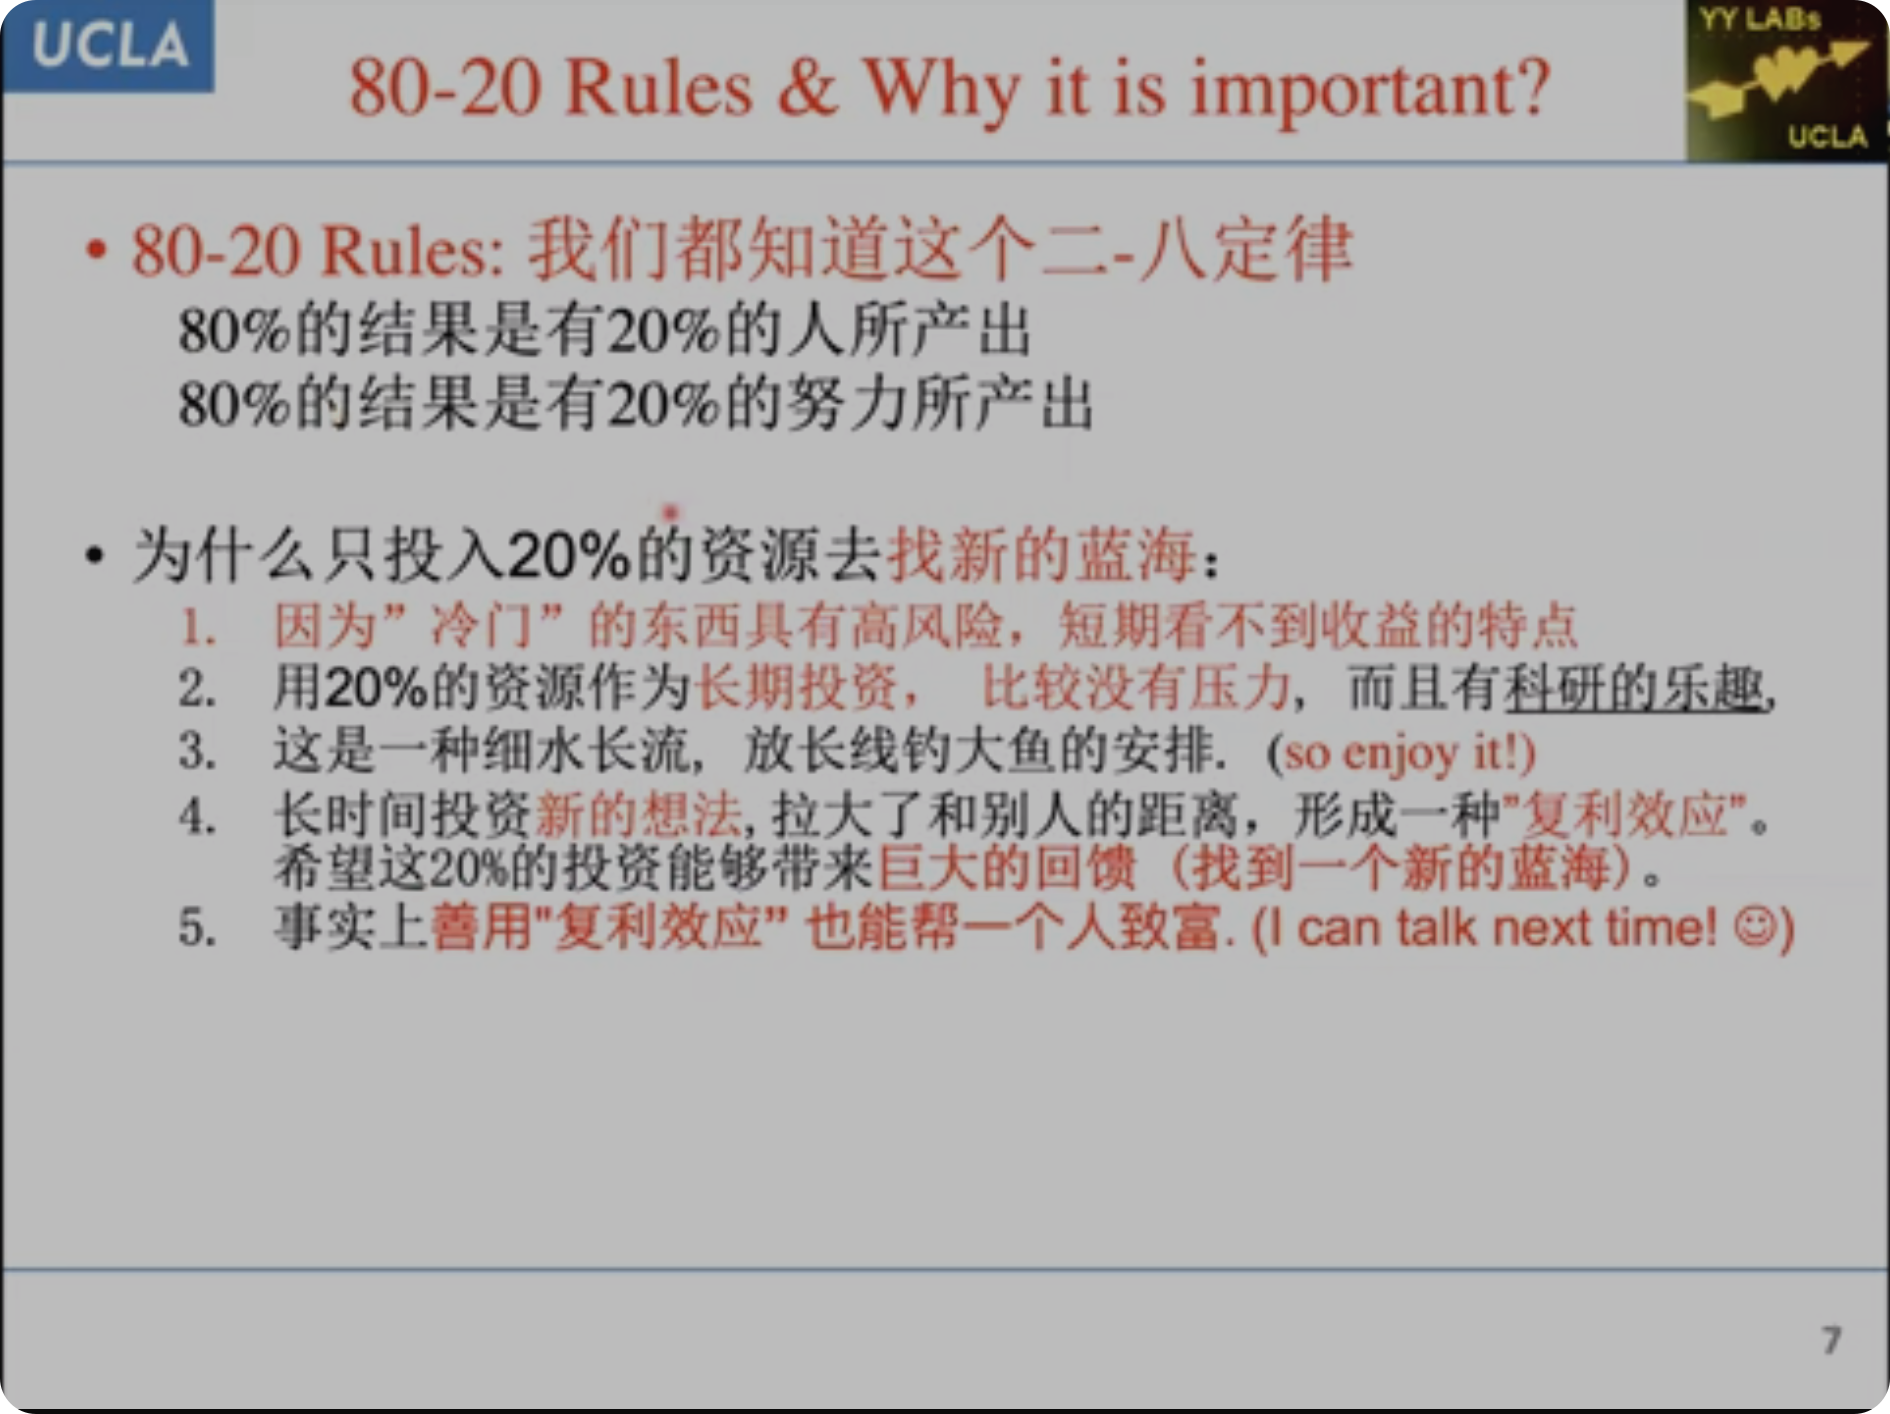 UCLA
80-20 Rules & Why it is important?
YY LABs
UCLA
• 80-20 Rules: 我们都知道这个二-八定律
80%的结果是有20%的人所产出
80%的结果是有20%的努力所产出
• 为什么只投入20%的资源去找新的蓝海：
1. 因为”冷门”的东西具有高风险，短期看不到收益的特点
2. 用20%的资源作为长期投资， 比较没有压力，而且有科研的乐趣,
3. 这是一种细水长流，放长线钓大鱼的安排. (so enjoy it!)
4. 长时间投资新的想法,拉大了和别人的距离，形成一种”复利效应”。
希望这20%的投资能够带来巨大的回馈（找到一个新的蓝海）。
5. 事实上善用"复利效应” 也能帮一个人致富. (I can talk next time! ☺)
7